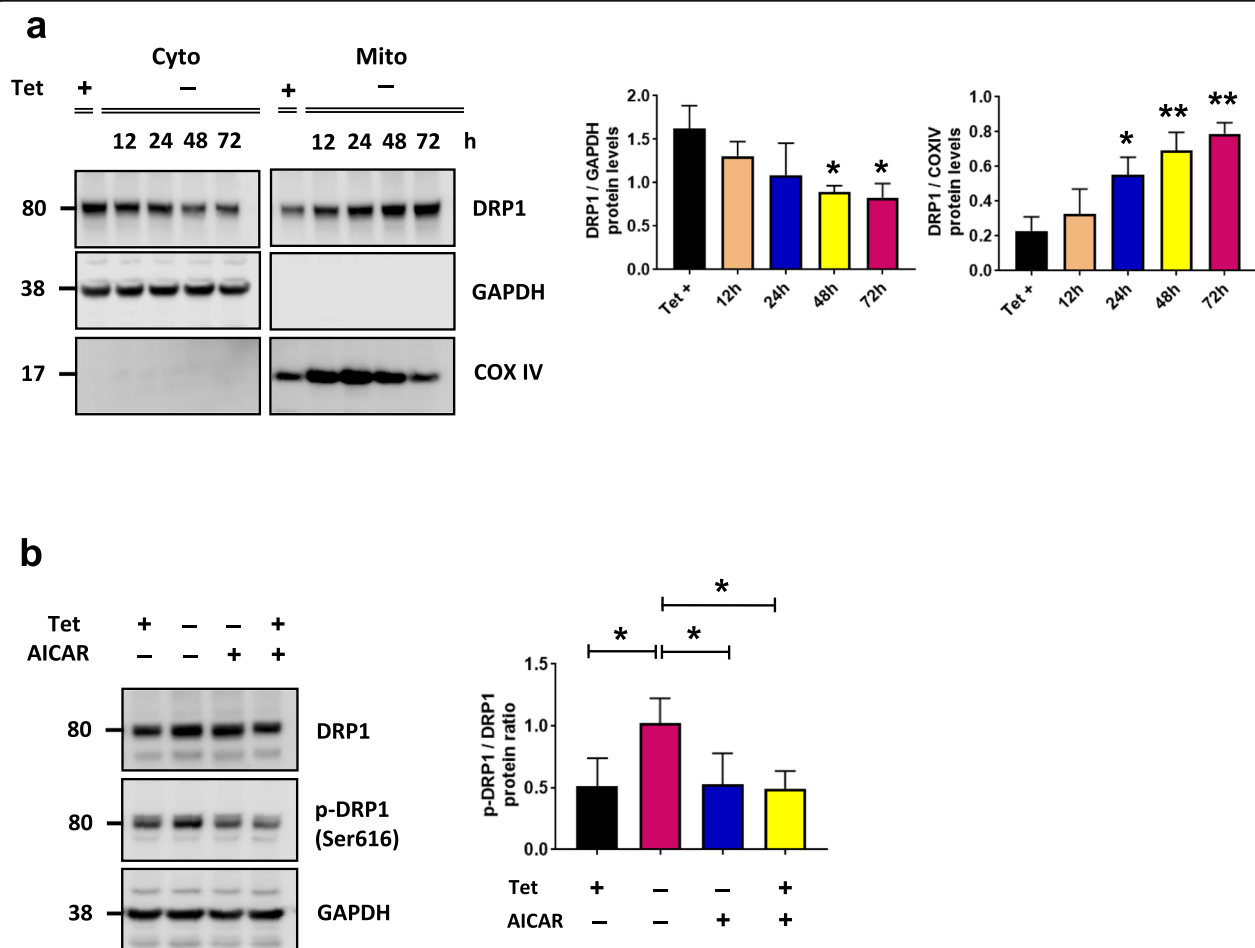 a
Cyto Mito
Tet + – + –
12 24 48 72 12 24 48 72 h
80 DRP1
38 GAPDH
17 COX IV
DRP1 / GAPDH
protein levels
2.0
1.5
1.0
0.5
0.0
* *
Tet + 12h 24h 48h 72h
DRP1 / COXIV
protein levels
1.0
0.8
0.6
0.4
0.2
0.0
* ** **
Tet + 12h 24h 48h 72h
b
Tet + – – +
AICAR – – + +
80 DRP1
80 p-DRP1
(Ser616)
38 GAPDH
p-DRP1 / DRP1
protein ratio
*
* *
1.5
1.0
0.5
0.0
Tet + – – +
AICAR – – + +